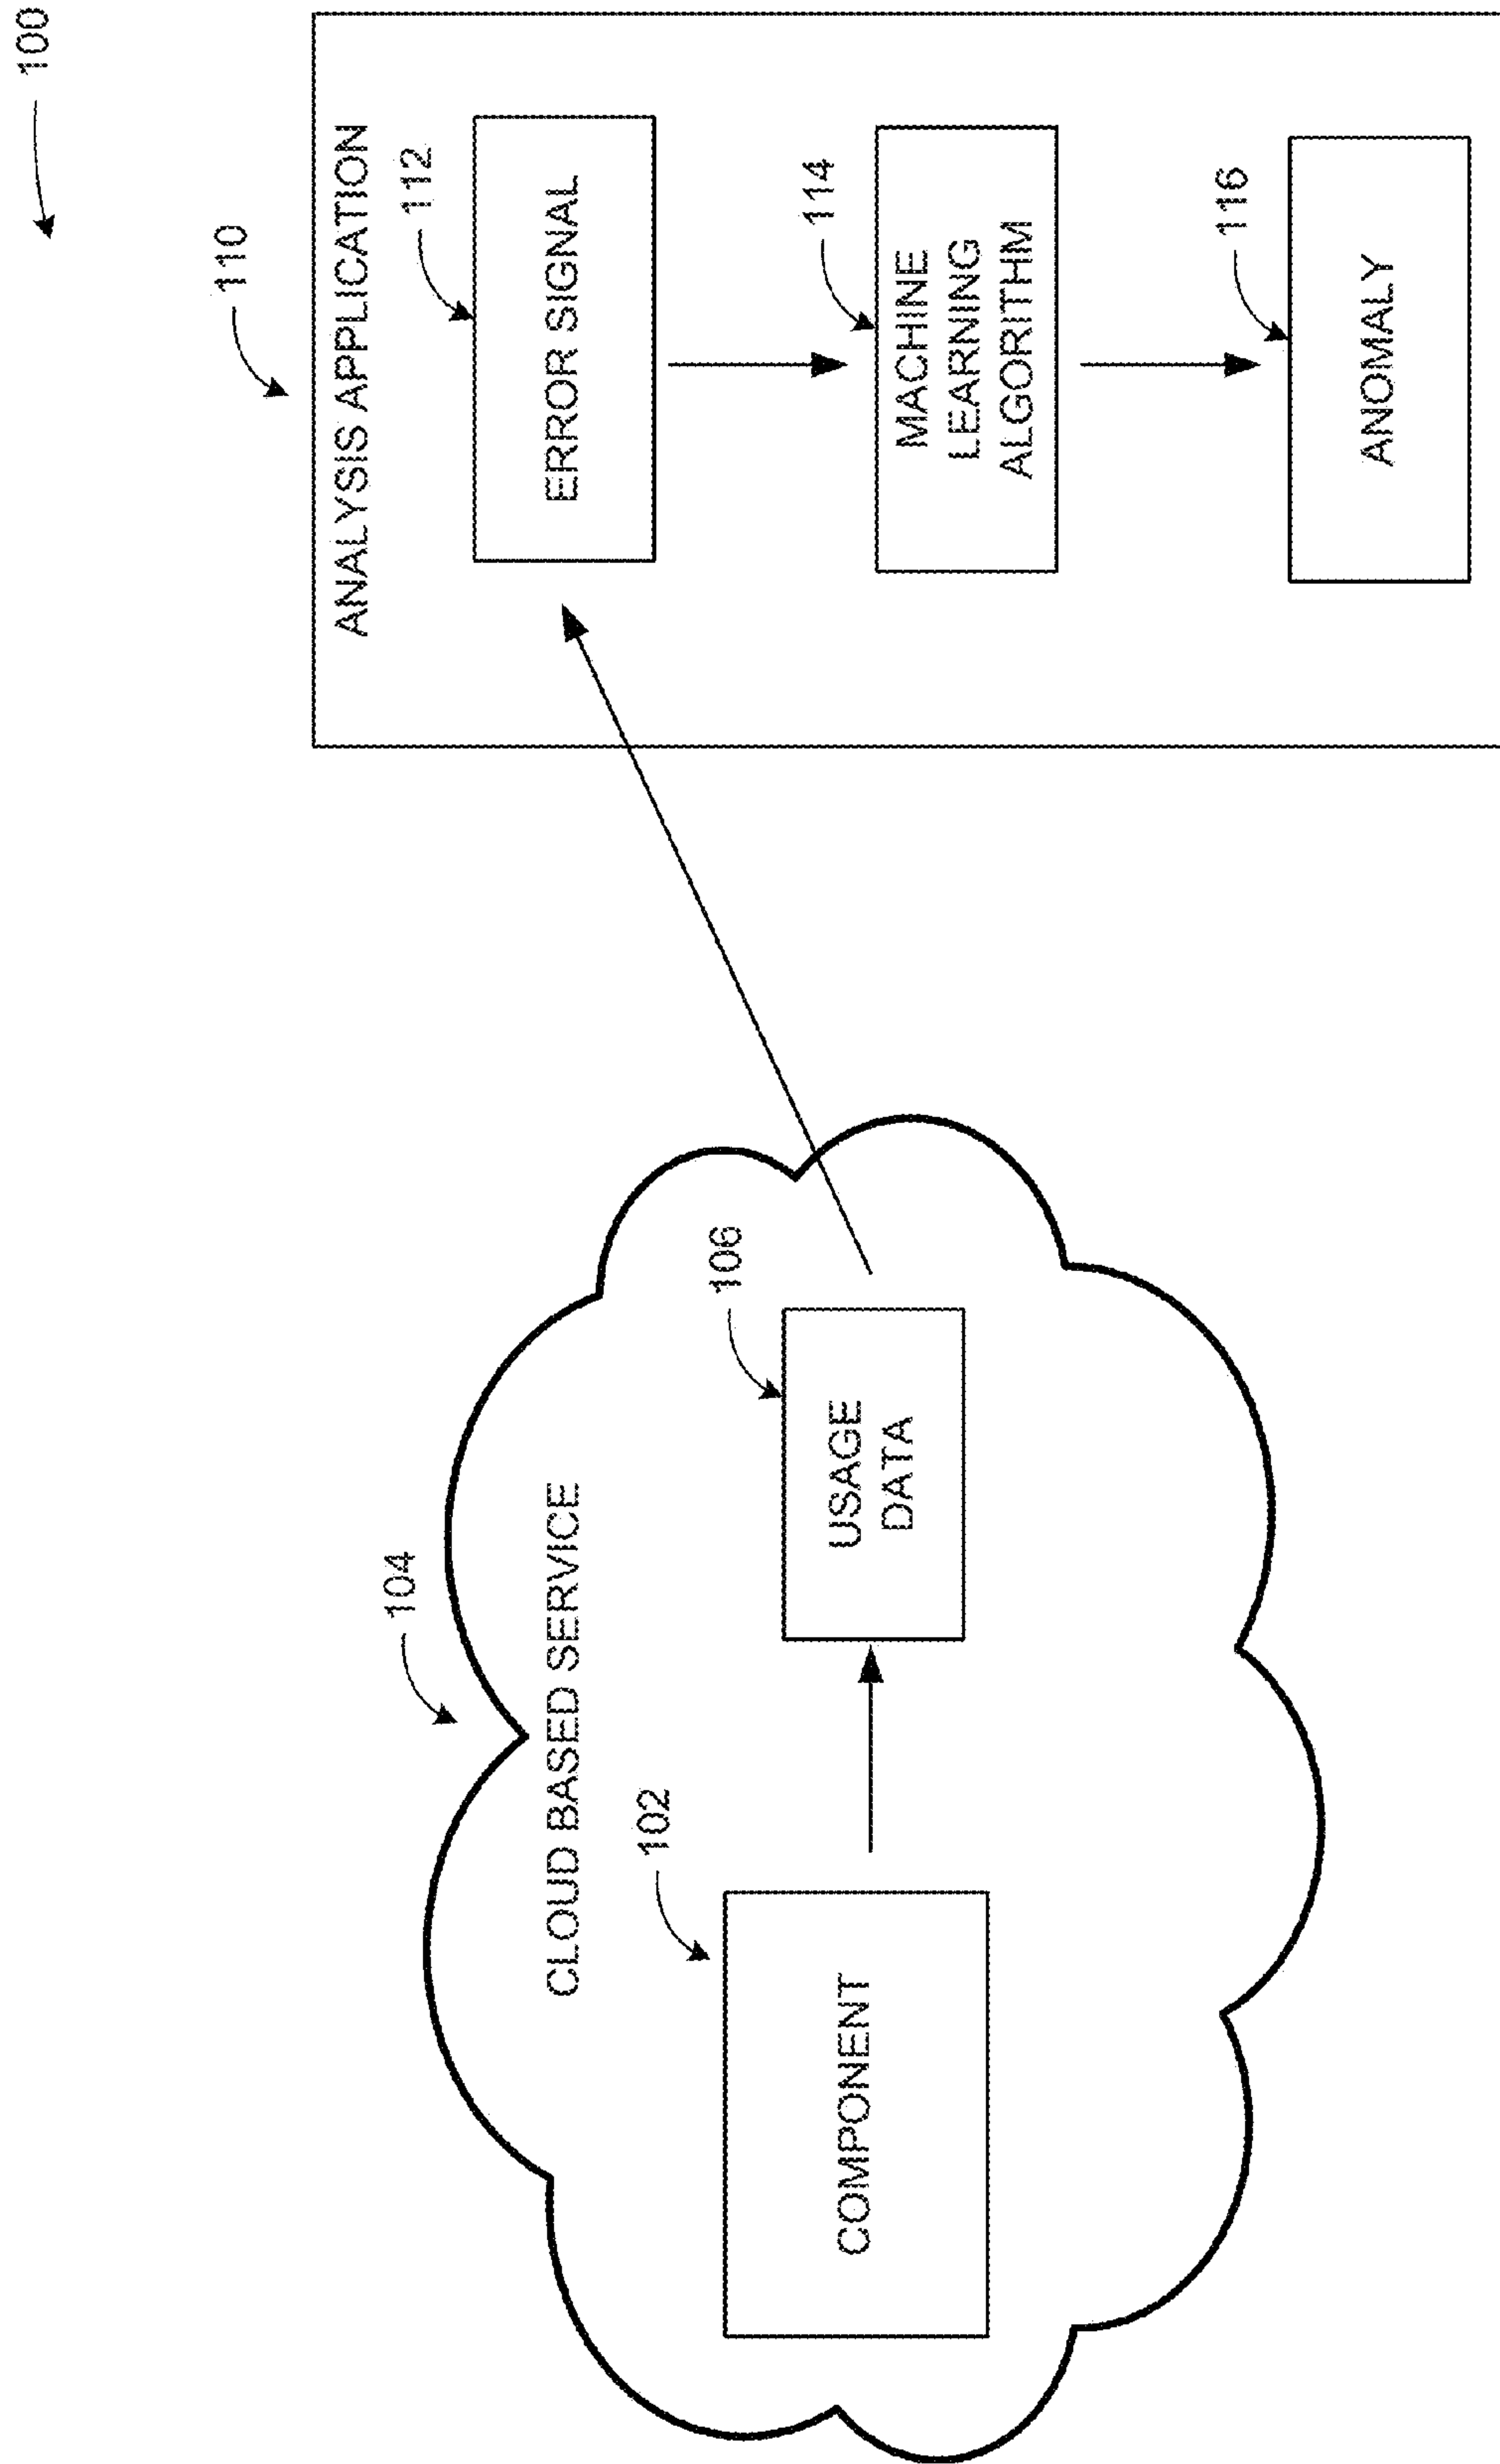 100
110
ANALYSIS APPLICATION
112
ERROR SIGNAL
114
MACHINE
LEARNING
ALGORITHM
116
ANOMALY
104
CLOUD BASED SERVICE
102
COMPONENT
106
USAGE
DATA